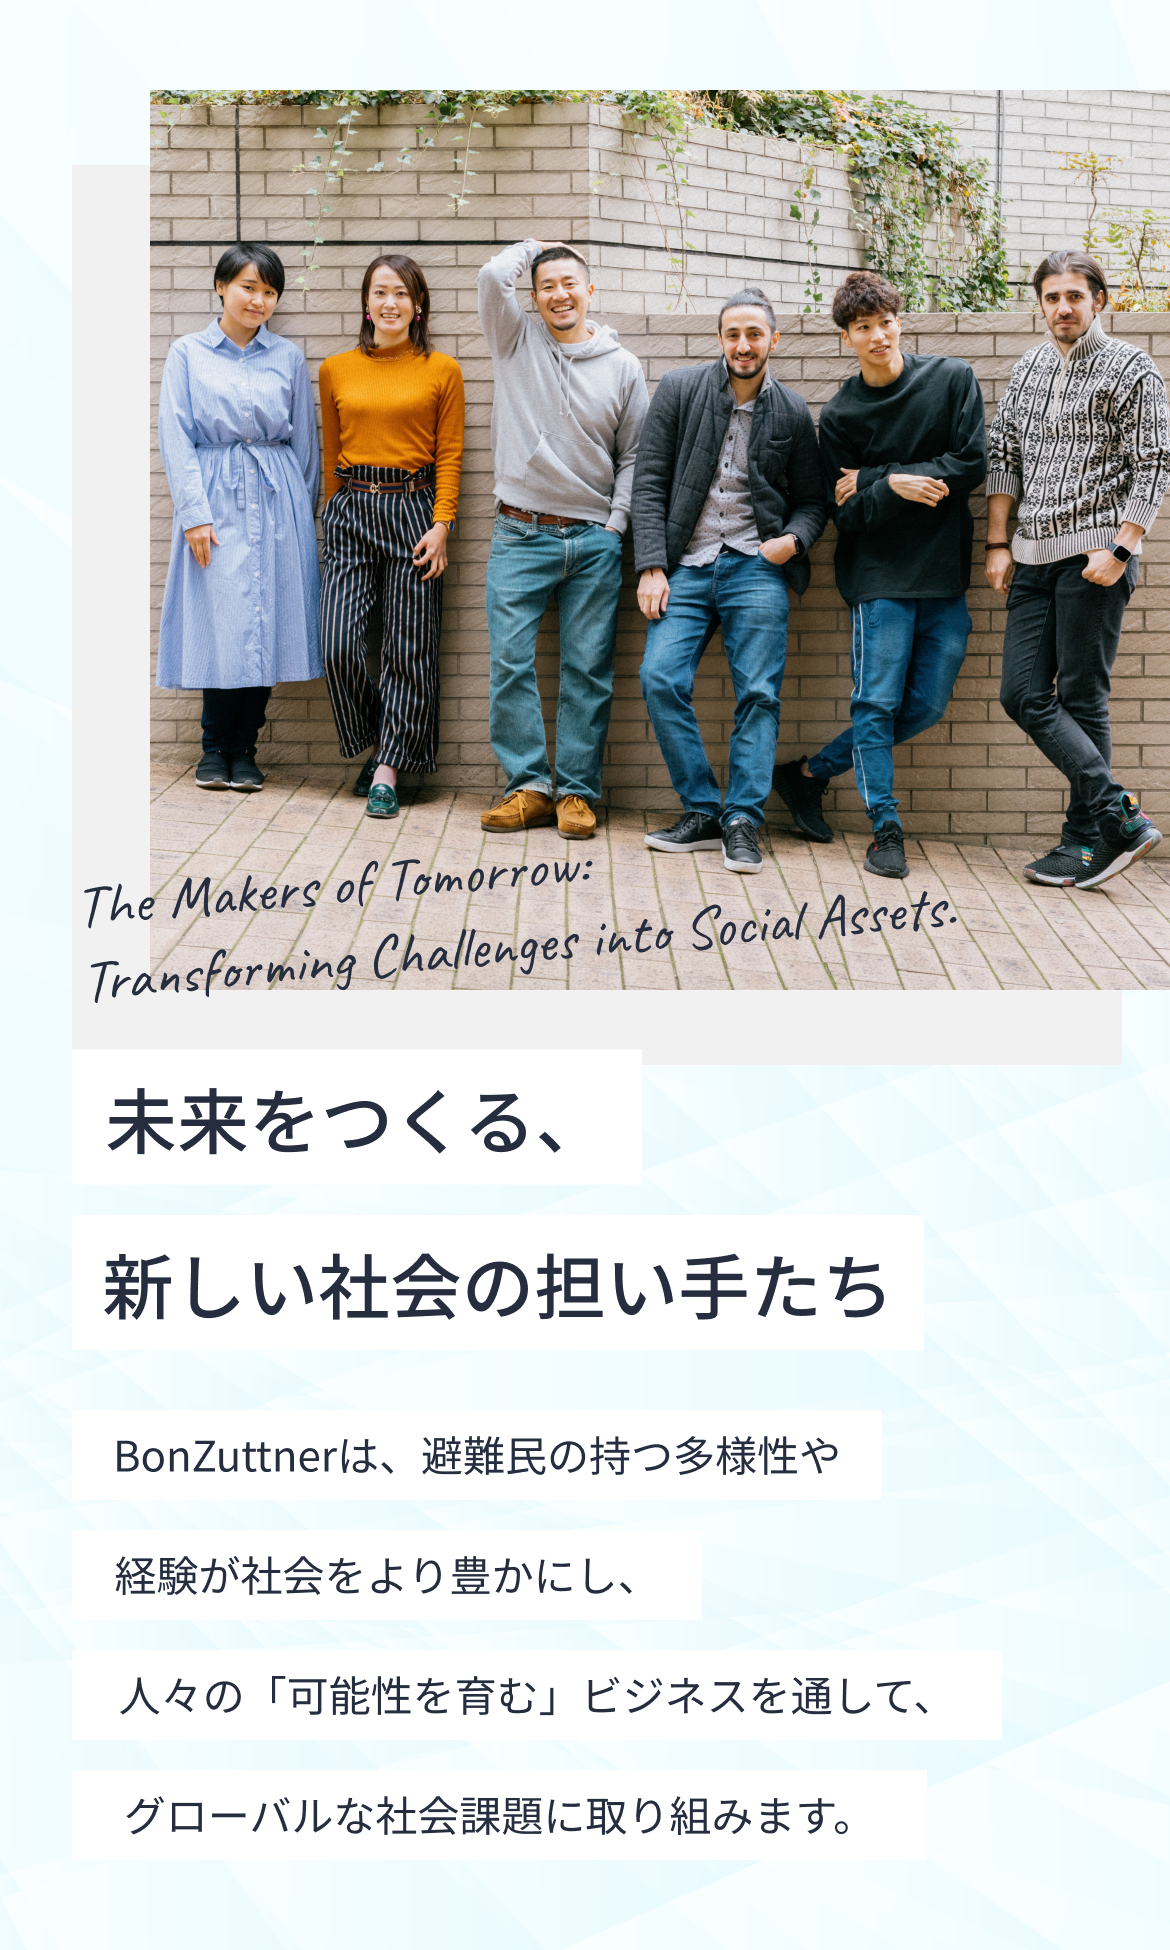 The Makers of Tomorrow:
Transforming Challenges into Social Assets.
未来をつくる、
新しい社会の担い手たち
BonZuttnerは、避難民の持つ多様性や
経験が社会をより豊かにし、
人々の「可能性を育む」ビジネスを通して、
グローバルな社会課題に取り組みます。